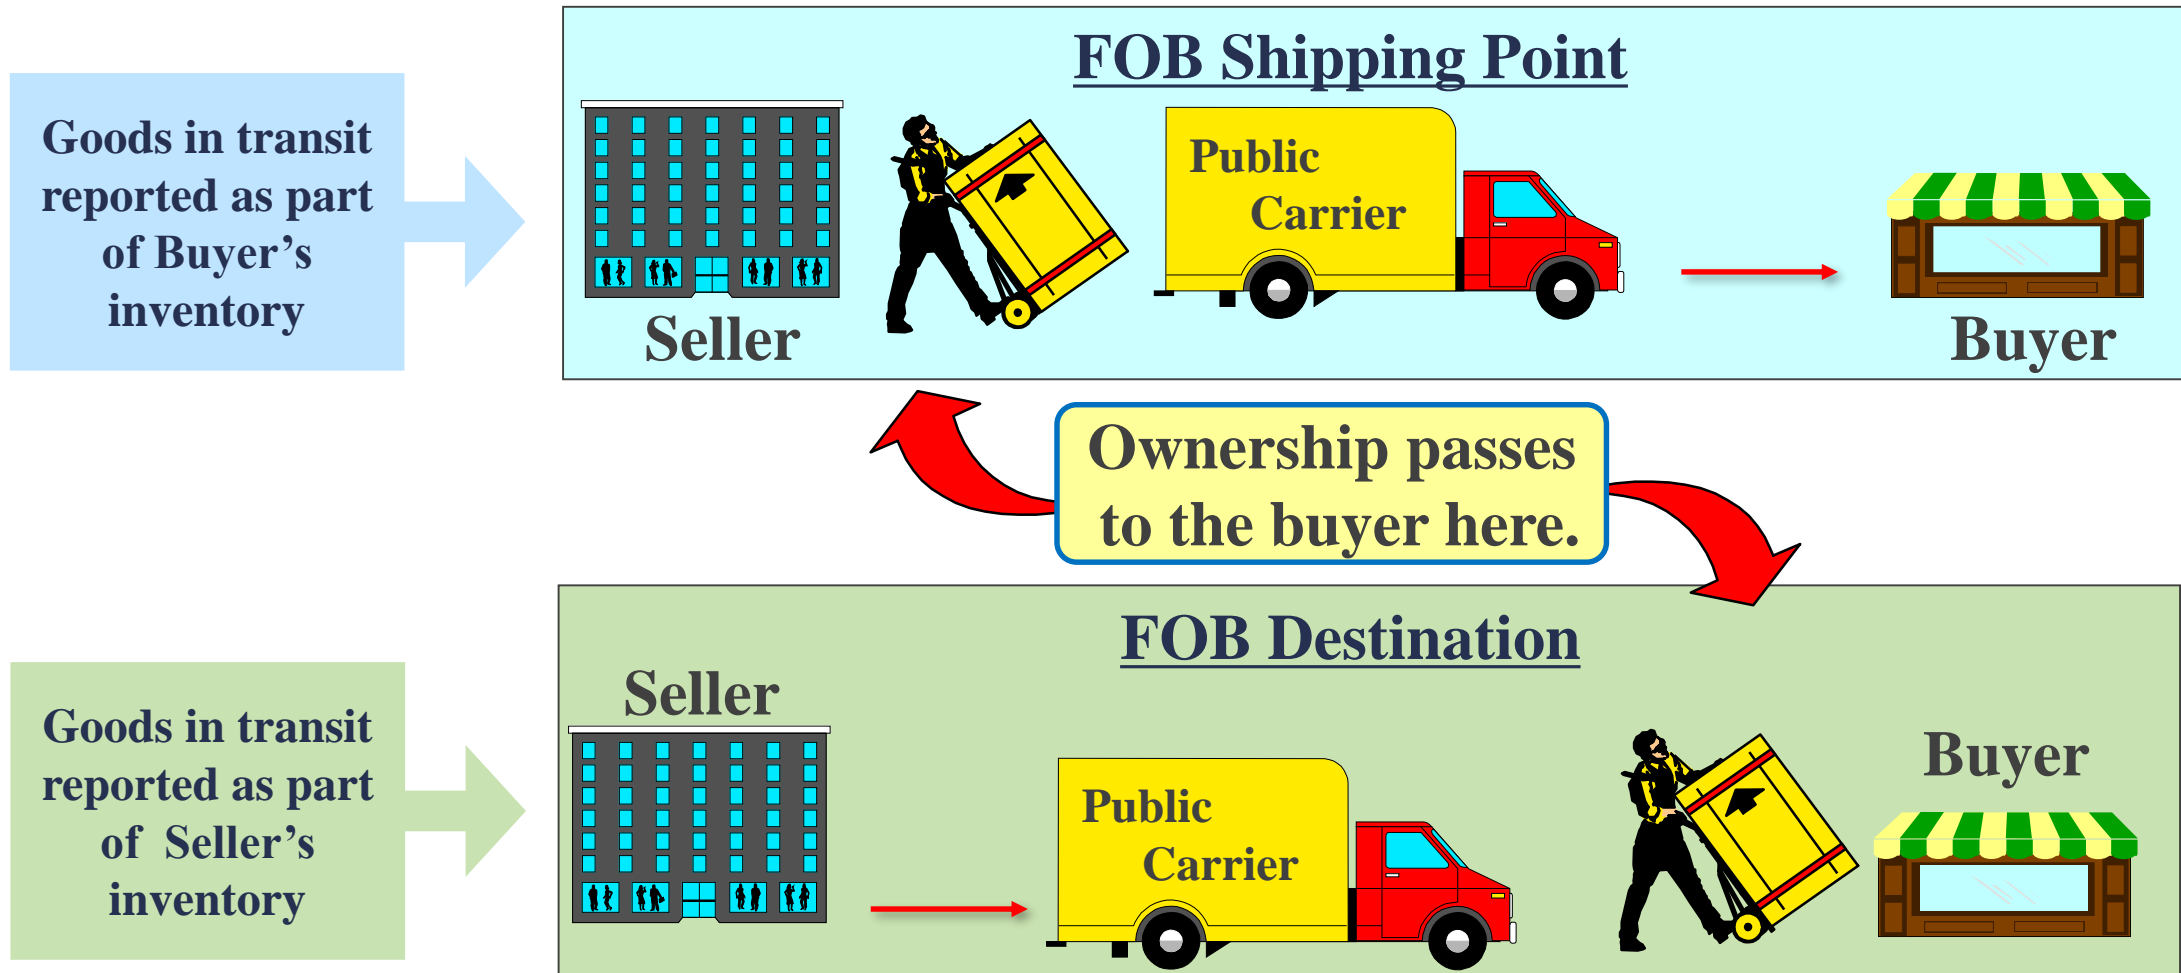 FOB Shipping Point
Goods in transit
reported as part
of Buyer’s
inventory
Public
Carrier
Seller
Buyer
Ownership passes
to the buyer here.
FOB Destination
Goods in transit
reported as part
of Seller’s
inventory
Seller
Public
Carrier
Buyer